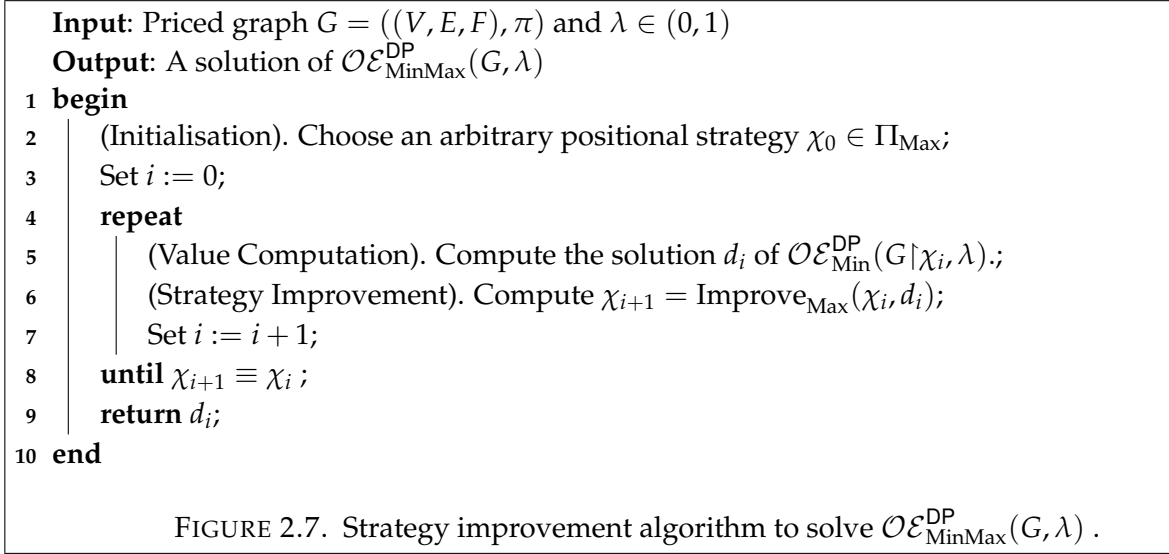 Input: Priced graph G = ((V, E, F), π) and λ ∈ (0, 1)
Output: A solution of 𝒪ℰ^DP_MinMax(G, λ)
1 begin
2 (Initialisation). Choose an arbitrary positional strategy χ₀ ∈ Π_Max;
3 Set i := 0;
4 repeat
5 (Value Computation). Compute the solution d_i of 𝒪ℰ^DP_Min(G↾χ_i, λ).;
6 (Strategy Improvement). Compute χ_{i+1} = Improve_Max(χ_i, d_i);
7 Set i := i + 1;
8 until χ_{i+1} ≡ χ_i ;
9 return d_i;
10 end
FIGURE 2.7. Strategy improvement algorithm to solve 𝒪ℰ^DP_MinMax(G, λ) .